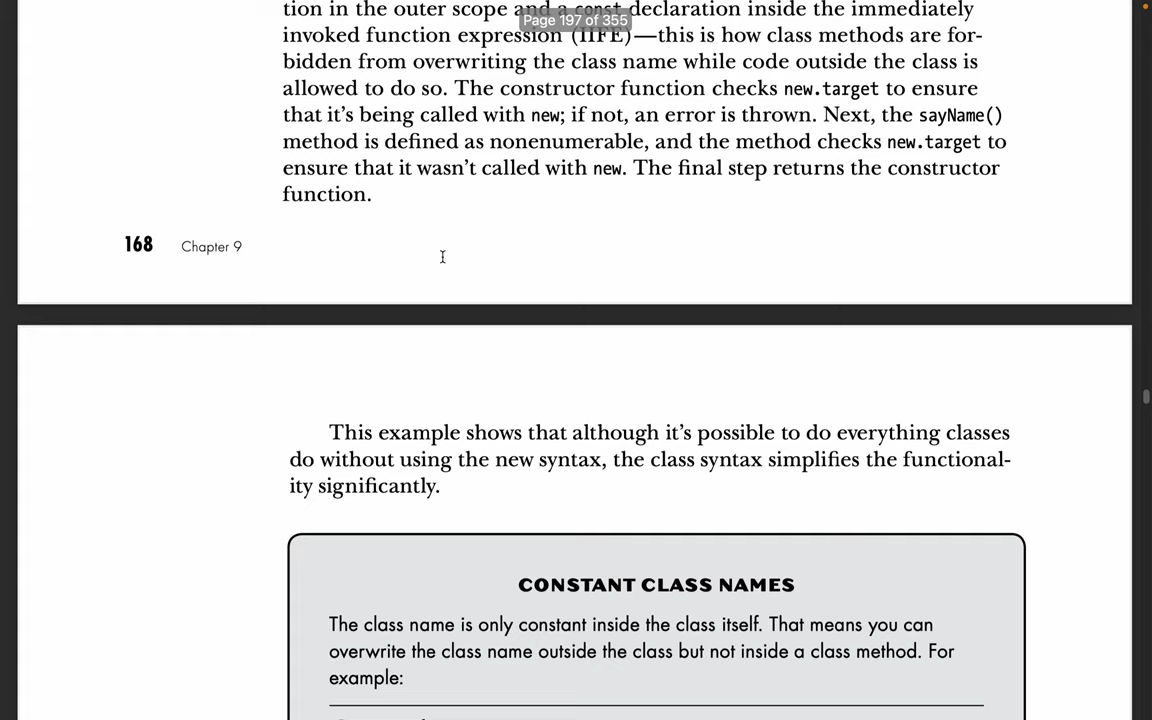 tion in the outer scope and a const declaration inside the immediately
Page 197 of 355
invoked function expression (IIFE)—this is how class methods are for-
bidden from overwriting the class name while code outside the class is
allowed to do so. The constructor function checks new.target to ensure
that it's being called with new; if not, an error is thrown. Next, the sayName()
method is defined as nonenumerable, and the method checks new.target to
ensure that it wasn't called with new. The final step returns the constructor
function.
168 Chapter 9
This example shows that although it's possible to do everything classes
do without using the new syntax, the class syntax simplifies the functional-
ity significantly.
CONSTANT CLASS NAMES
The class name is only constant inside the class itself. That means you can
overwrite the class name outside the class but not inside a class method. For
example: